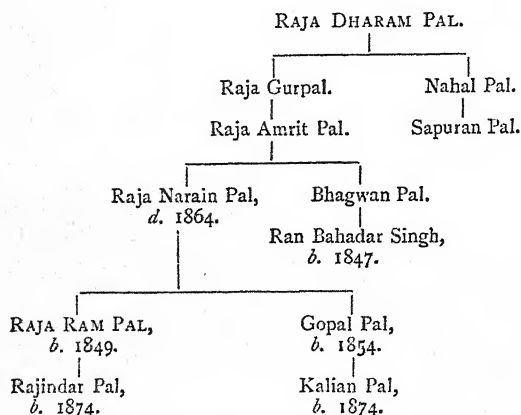 RAJA DHARAM PAL.
Raja Gurpal. Nahal Pal.
Raja Amrit Pal. Sapuran Pal.
Raja Narain Pal, Bhagwan Pal.
d. 1864. Ran Bahadar Singh,
b. 1847.
RAJA RAM PAL, Gopal Pal,
b. 1849. b. 1854.
Rajindar Pal, Kalian Pal,
b. 1874. b. 1874.